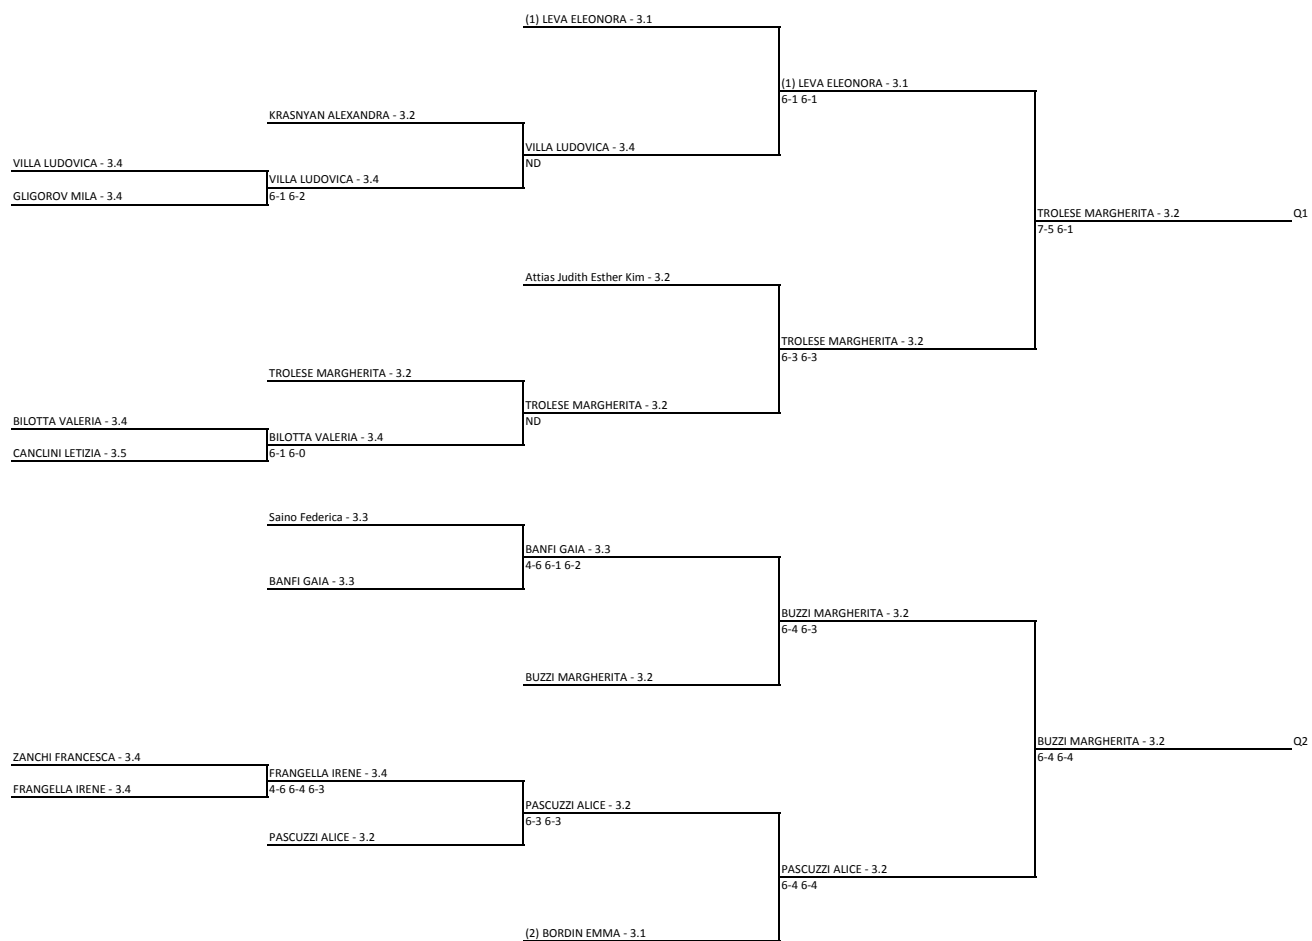 (1) LEVA ELEONORA - 3.1
(1) LEVA ELEONORA - 3.1
6-1 6-1
KRASNYAN ALEXANDRA - 3.2
VILLA LUDOVICA - 3.4
ND
VILLA LUDOVICA - 3.4
VILLA LUDOVICA - 3.4
6-1 6-2
GLIGOROV MILA - 3.4
TROLESE MARGHERITA - 3.2 Q1
7-5 6-1
Attias Judith Esther Kim - 3.2
TROLESE MARGHERITA - 3.2
6-3 6-3
TROLESE MARGHERITA - 3.2
TROLESE MARGHERITA - 3.2
ND
BILOTTA VALERIA - 3.4
BILOTTA VALERIA - 3.4
6-1 6-0
CANCLINI LETIZIA - 3.5
Saino Federica - 3.3
BANFI GAIA - 3.3
4-6 6-1 6-2
BANFI GAIA - 3.3
BUZZI MARGHERITA - 3.2
6-4 6-3
BUZZI MARGHERITA - 3.2
BUZZI MARGHERITA - 3.2 Q2
6-4 6-4
ZANCHI FRANCESCA - 3.4
FRANGELLA IRENE - 3.4
4-6 6-4 6-3
FRANGELLA IRENE - 3.4
PASCUZZI ALICE - 3.2
6-3 6-3
PASCUZZI ALICE - 3.2
PASCUZZI ALICE - 3.2
6-4 6-4
(2) BORDIN EMMA - 3.1